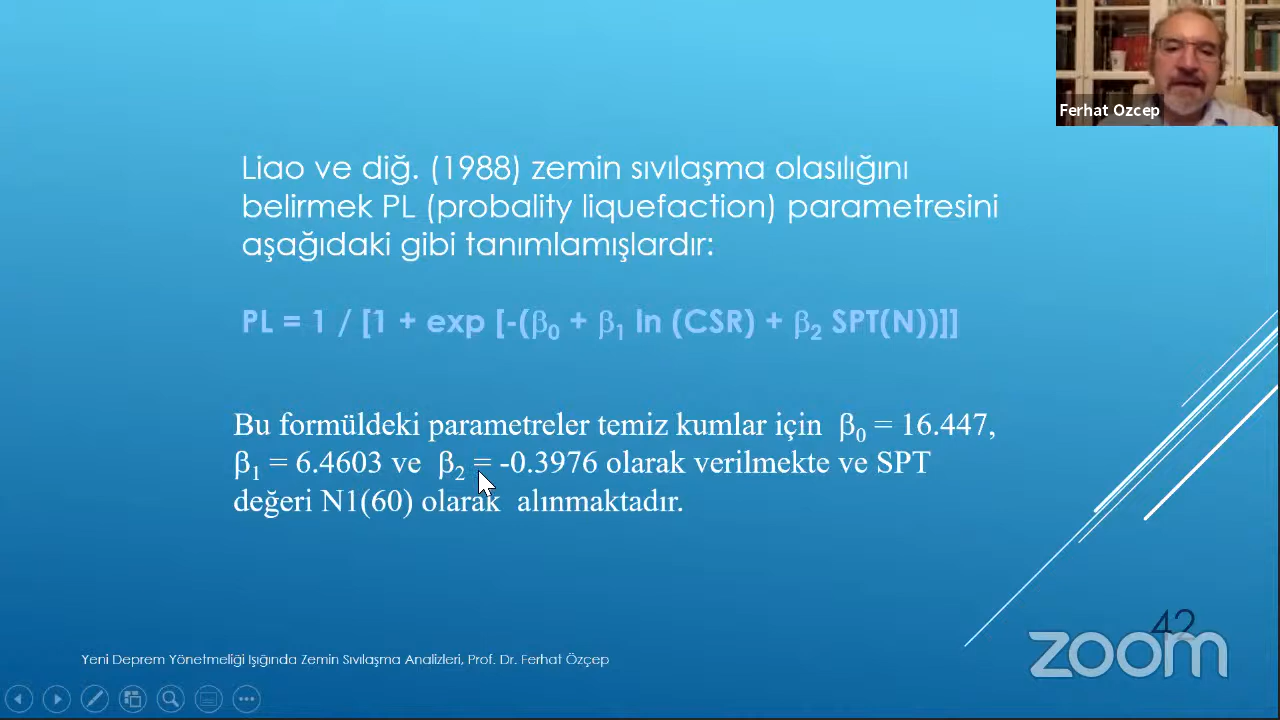 Ferhat Ozcep
Liao ve diğ. (1988) zemin sıvılaşma olasılığını
belirmek PL (probality liquefaction) parametresini
aşağıdaki gibi tanımlamışlardır:
PL = 1 / [1 + exp [-(β₀ + β₁ ln (CSR) + β₂ SPT(N))]]
Bu formüldeki parametreler temiz kumlar için β₀ = 16.447,
β₁ = 6.4603 ve β₂ = -0.3976 olarak verilmekte ve SPT
değeri N1(60) olarak alınmaktadır.
42
zoom
Yeni Deprem Yönetmeliği Işığında Zemin Sıvılaşma Analizleri, Prof. Dr. Ferhat Özçep